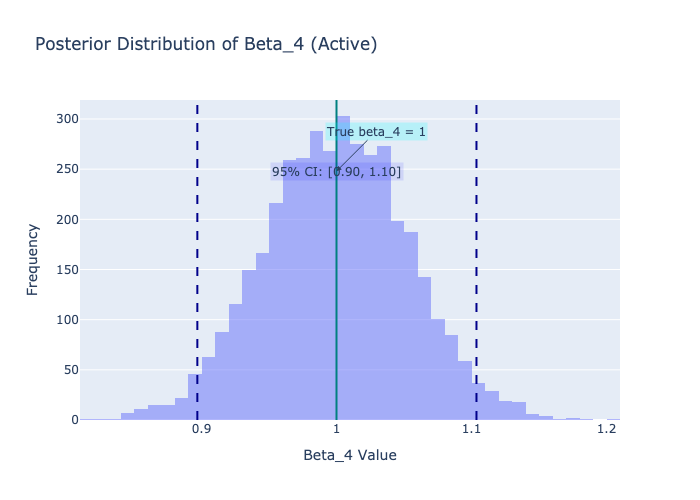 Posterior Distribution of Beta_4 (Active)
300
True beta_4 = 1
250
95% CI: [0.90, 1.10]
200
Frequency
150
100
50
0
0.9
1
1.1
1.2
Beta_4 Value